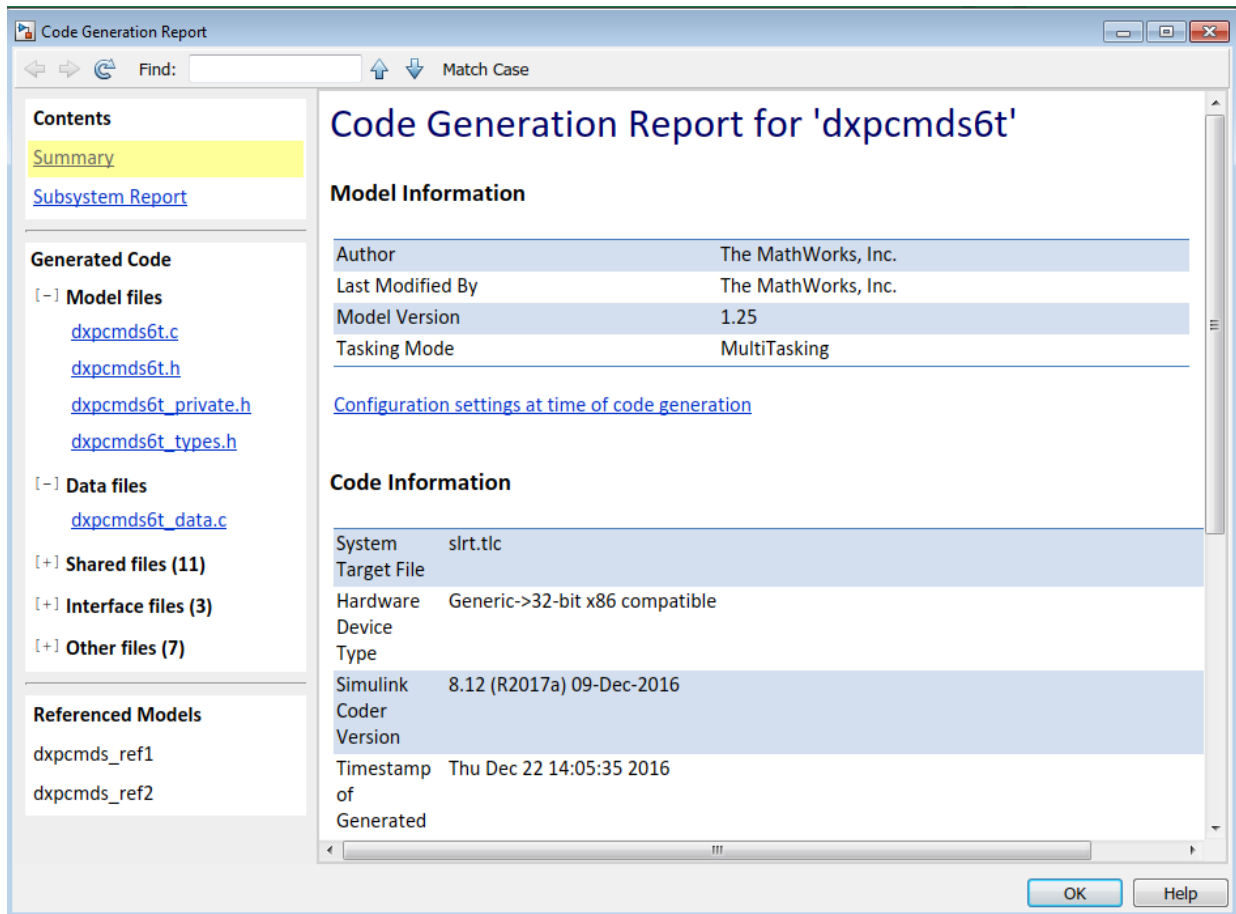 Code Generation Report
Find:
Match Case
Contents
Summary
Subsystem Report
Generated Code
[-] Model files
dxpcmds6t.c
dxpcmds6t.h
dxpcmds6t_private.h
dxpcmds6t_types.h
[-] Data files
dxpcmds6t_data.c
[+] Shared files (11)
[+] Interface files (3)
[+] Other files (7)
Referenced Models
dxpcmds_ref1
dxpcmds_ref2
Code Generation Report for 'dxpcmds6t'
Model Information
Author The MathWorks, Inc.
Last Modified By The MathWorks, Inc.
Model Version 1.25
Tasking Mode MultiTasking
Configuration settings at time of code generation
Code Information
System slrt.tlc
Target File
Hardware Generic->32-bit x86 compatible
Device
Type
Simulink 8.12 (R2017a) 09-Dec-2016
Coder
Version
Timestamp Thu Dec 22 14:05:35 2016
of
Generated
OK
Help